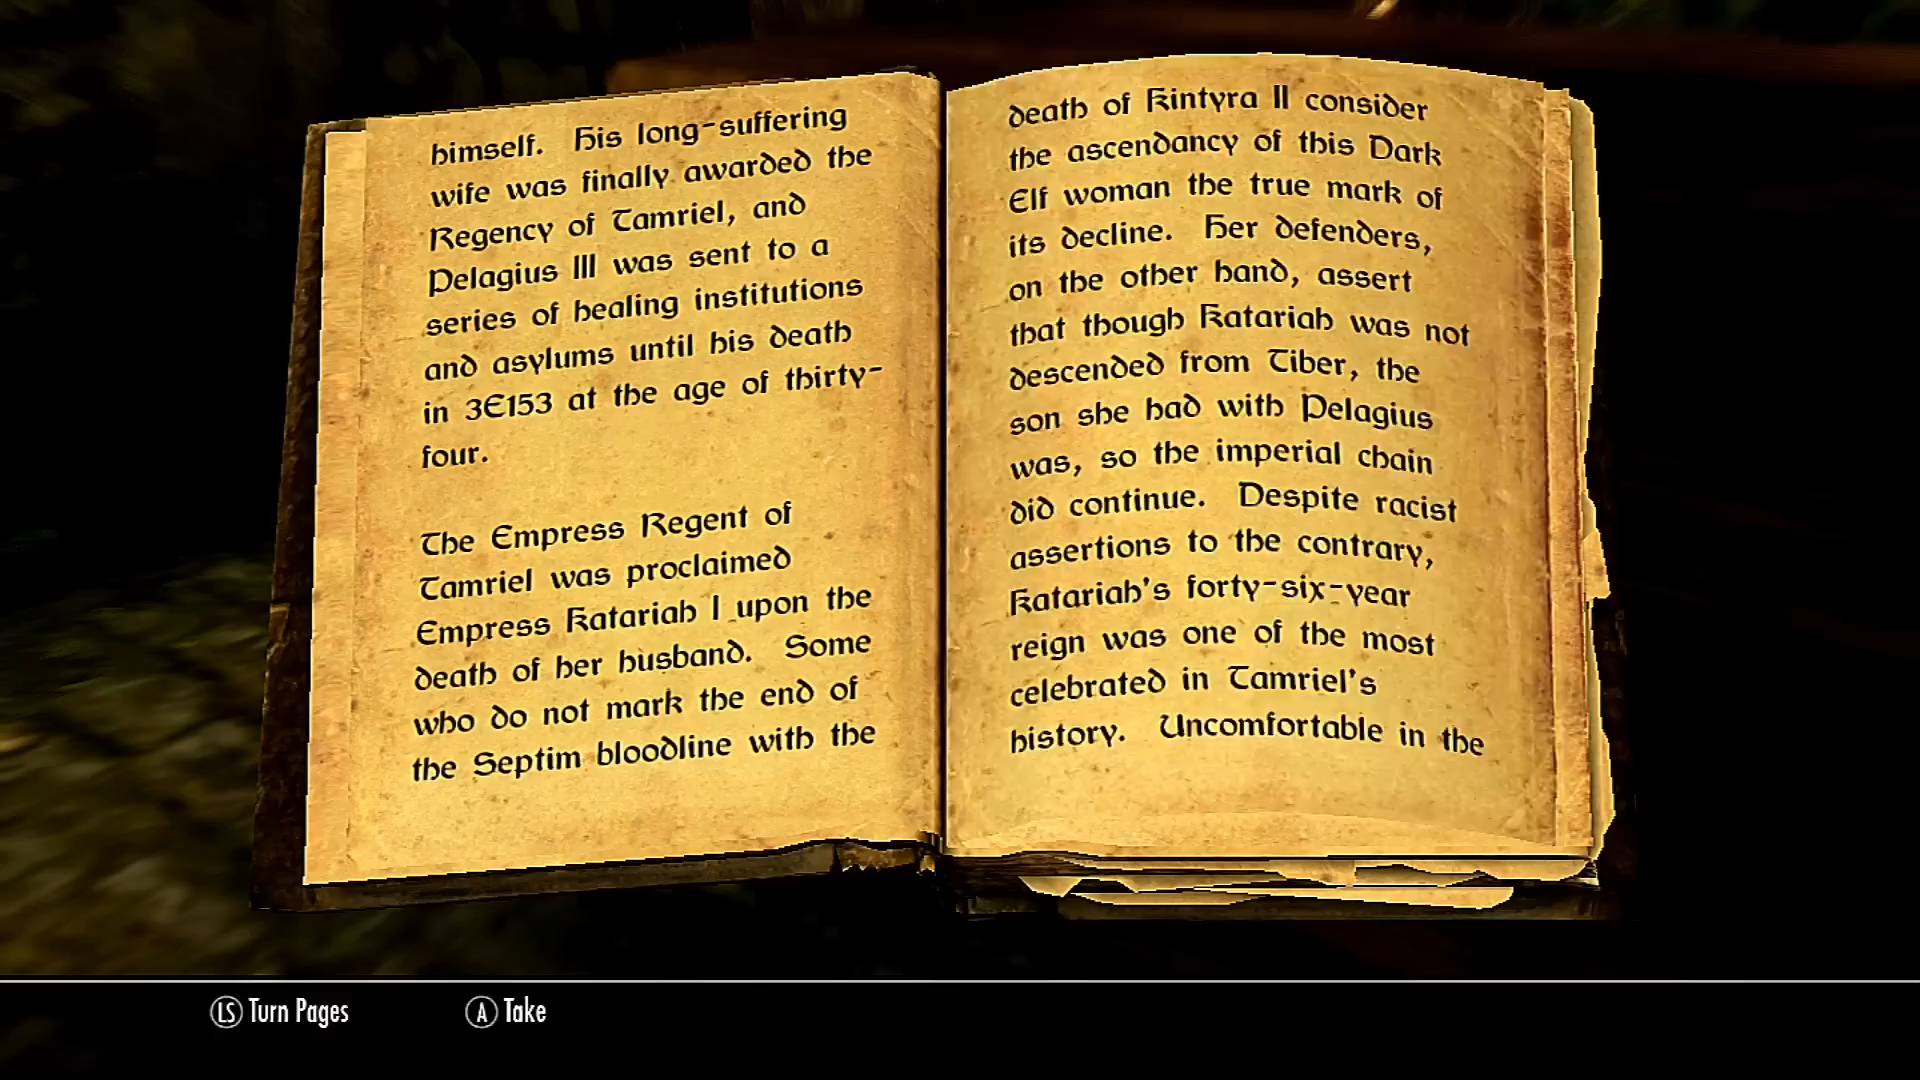 himself.  His long-suffering
wife was finally awarded the
Regency of Tamriel, and
Pelagius III was sent to a
series of healing institutions
and asylums until his death
in 3E153 at the age of thirty-
four.
The Empress Regent of
Tamriel was proclaimed
Empress Katariah I upon the
death of her husband.  Some
who do not mark the end of
the Septim bloodline with the
death of Kintyra II consider
the ascendancy of this Dark
Elf woman the true mark of
its decline.  Her defenders,
on the other hand, assert
that though Katariah was not
descended from Tiber, the
son she had with Pelagius
was, so the imperial chain
did continue.  Despite racist
assertions to the contrary,
Katariah's forty-six-year
reign was one of the most
celebrated in Tamriel's
history.  Uncomfortable in the
LS Turn Pages
A Take